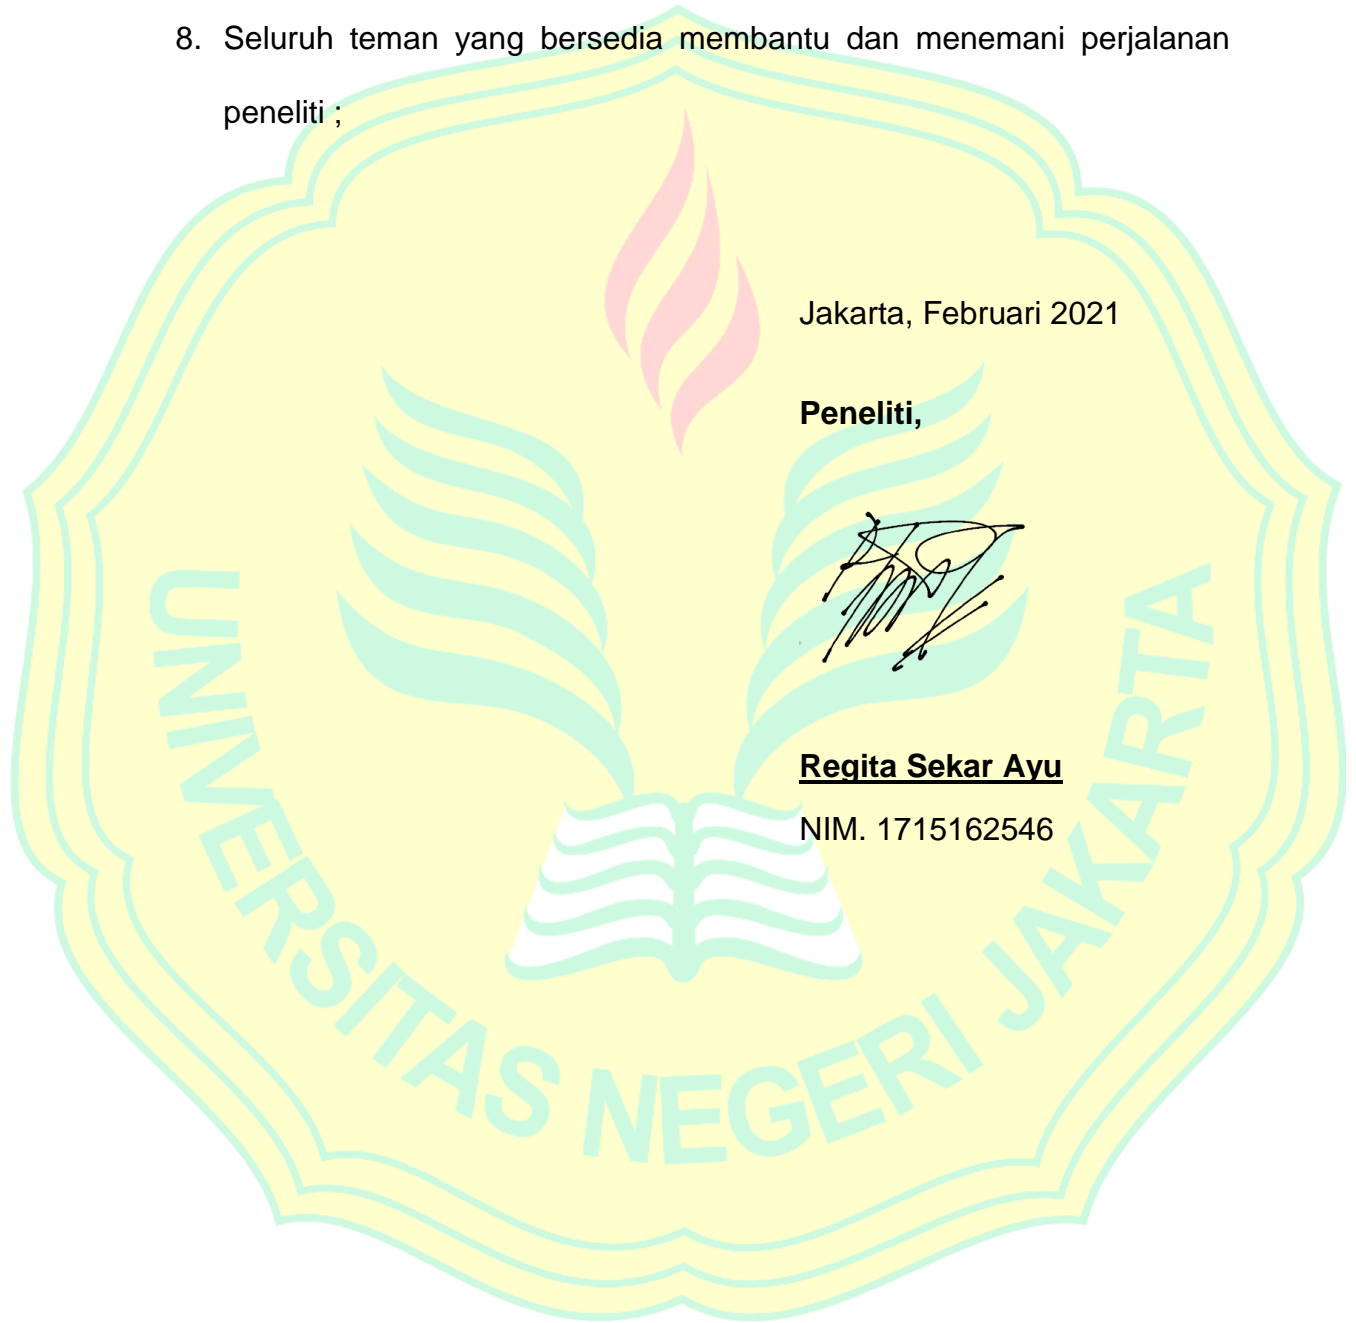 8. Seluruh teman yang bersedia membantu dan menemani perjalanan
peneliti ;
Jakarta, Februari 2021
Peneliti,
Regita Sekar Ayu
NIM. 1715162546
UNIVERSITAS NEGERI JAKARTA